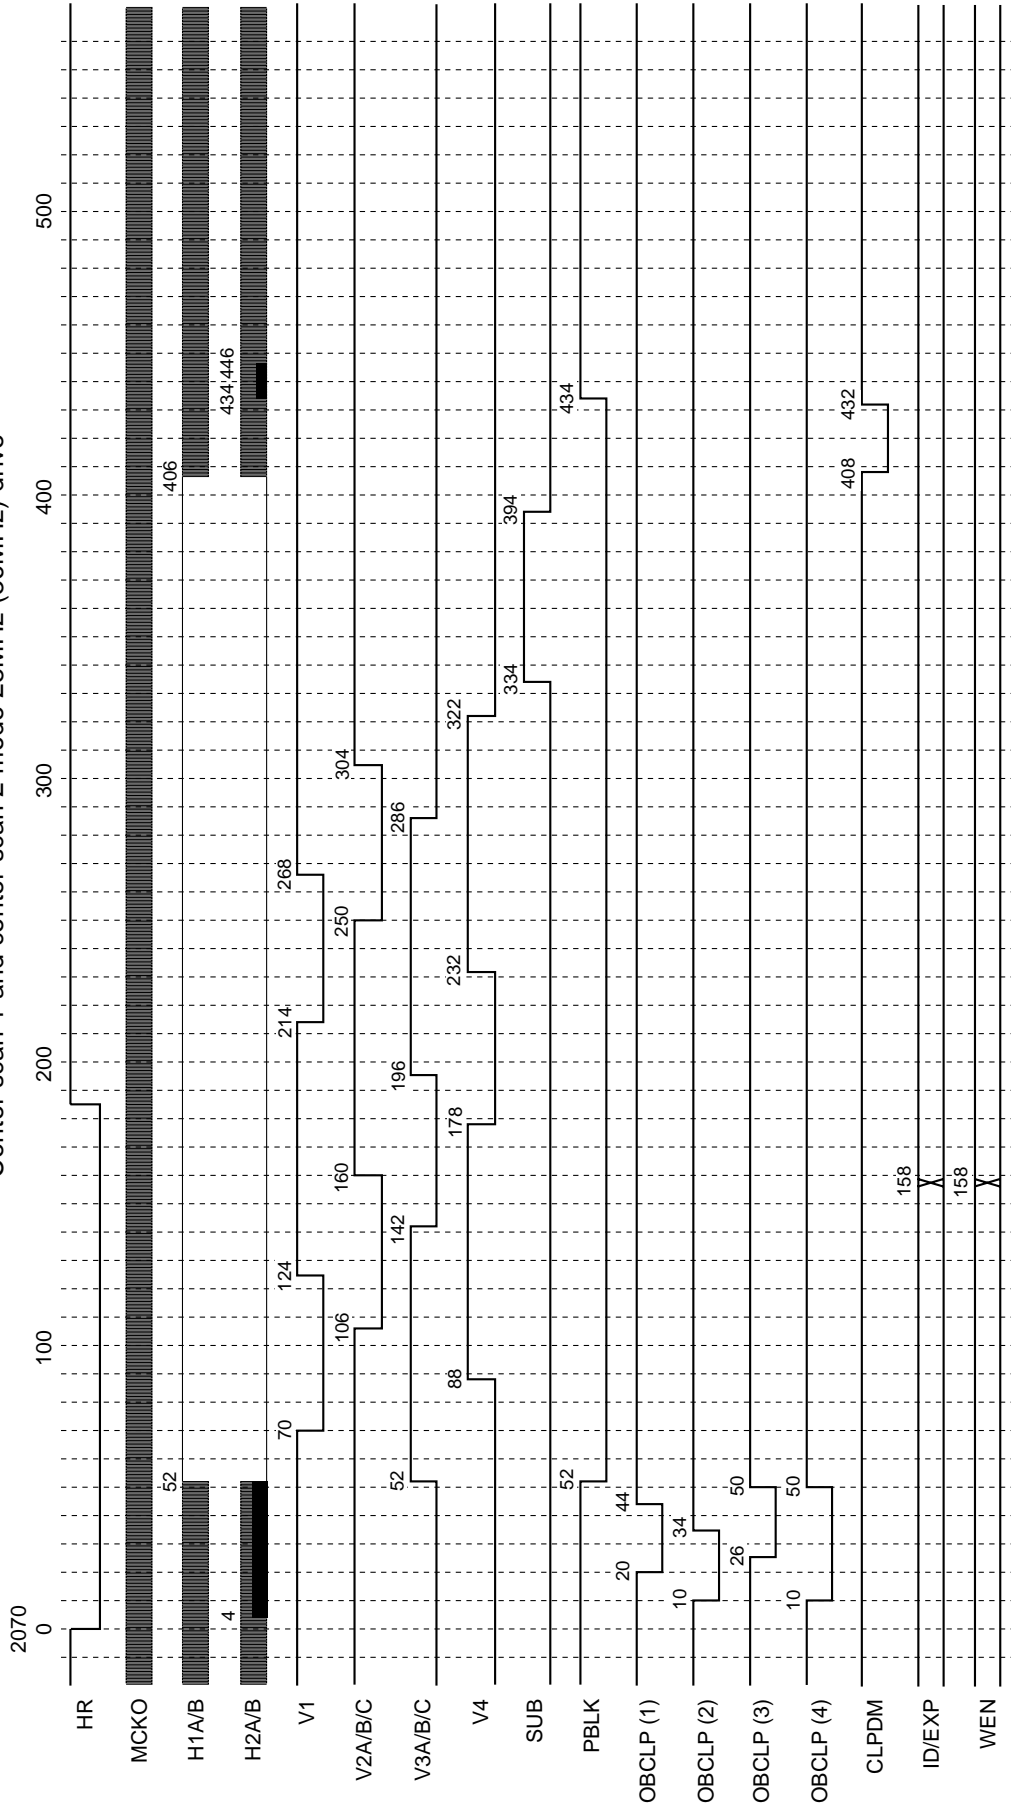 Center scan 1 and center scan 2 mode drive
2070
0 100 200 300 400 500
HR
MCKO
H1A/B 52 406
H2A/B 4 434 446
V1 70 124 214 268
V2A/B/C 106 160 250 304
V3A/B/C 52 142 196 286
V4 88 178 232 322
SUB 334 394
PBLK 52 434
OBCLP (1) 20 44
OBCLP (2) 10 34
OBCLP (3) 26 50
OBCLP (4) 10 50
CLPDM 408 432
ID/EXP 158
WEN 158